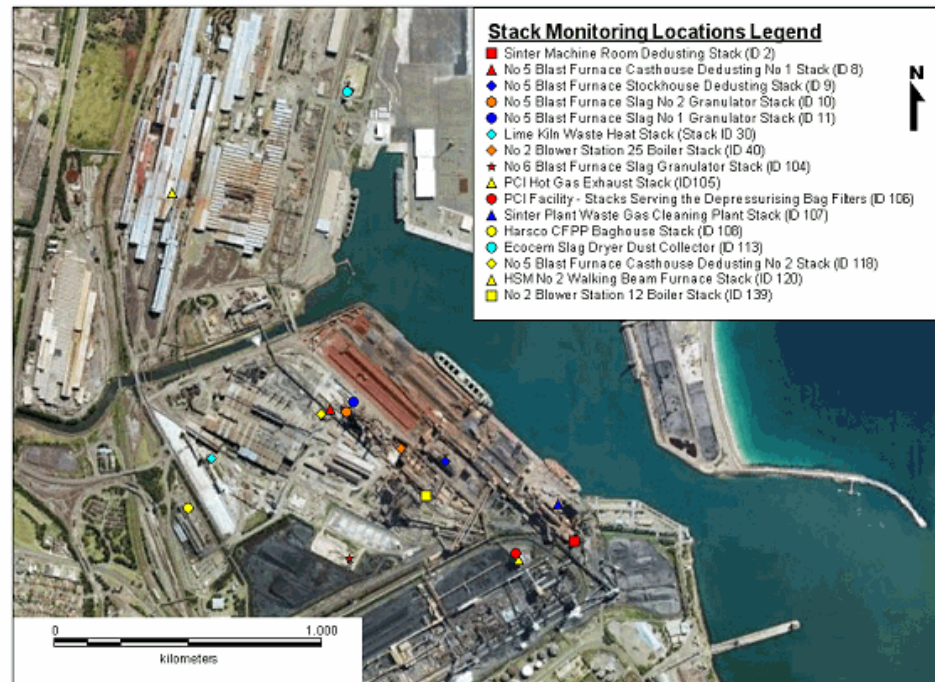 Stack Monitoring Locations Legend
Sinter Machine Room Dedusting Stack (ID 2)
No 5 Blast Furnace Casthouse Dedusting No 1 Stack (ID 8)
No 5 Blast Furnace Stockhouse Dedusting Stack (ID 9)
No 5 Blast Furnace Slag No 2 Granulator Stack (ID 10)
No 5 Blast Furnace Slag No 1 Granulator Stack (ID 11)
Lime Kiln Waste Heat Stack (Stack ID 30)
No 2 Blower Station 25 Boiler Stack (ID 40)
No 6 Blast Furnace Slag Granulator Stack (ID 104)
PCI Hot Gas Exhaust Stack (ID105)
PCI Facility - Stacks Serving the Depressurising Bag Filters (ID 106)
Sinter Plant Waste Gas Cleaning Plant Stack (ID 107)
Harsco CFPP Baghouse Stack (ID 108)
Ecocem Slag Dryer Dust Collector (ID 113)
No 5 Blast Furnace Casthouse Dedusting No 2 Stack (ID 118)
HSM No 2 Walking Beam Furnace Stack (ID 120)
No 2 Blower Station 12 Boiler Stack (ID 139)
N
0 1.000
kilometers